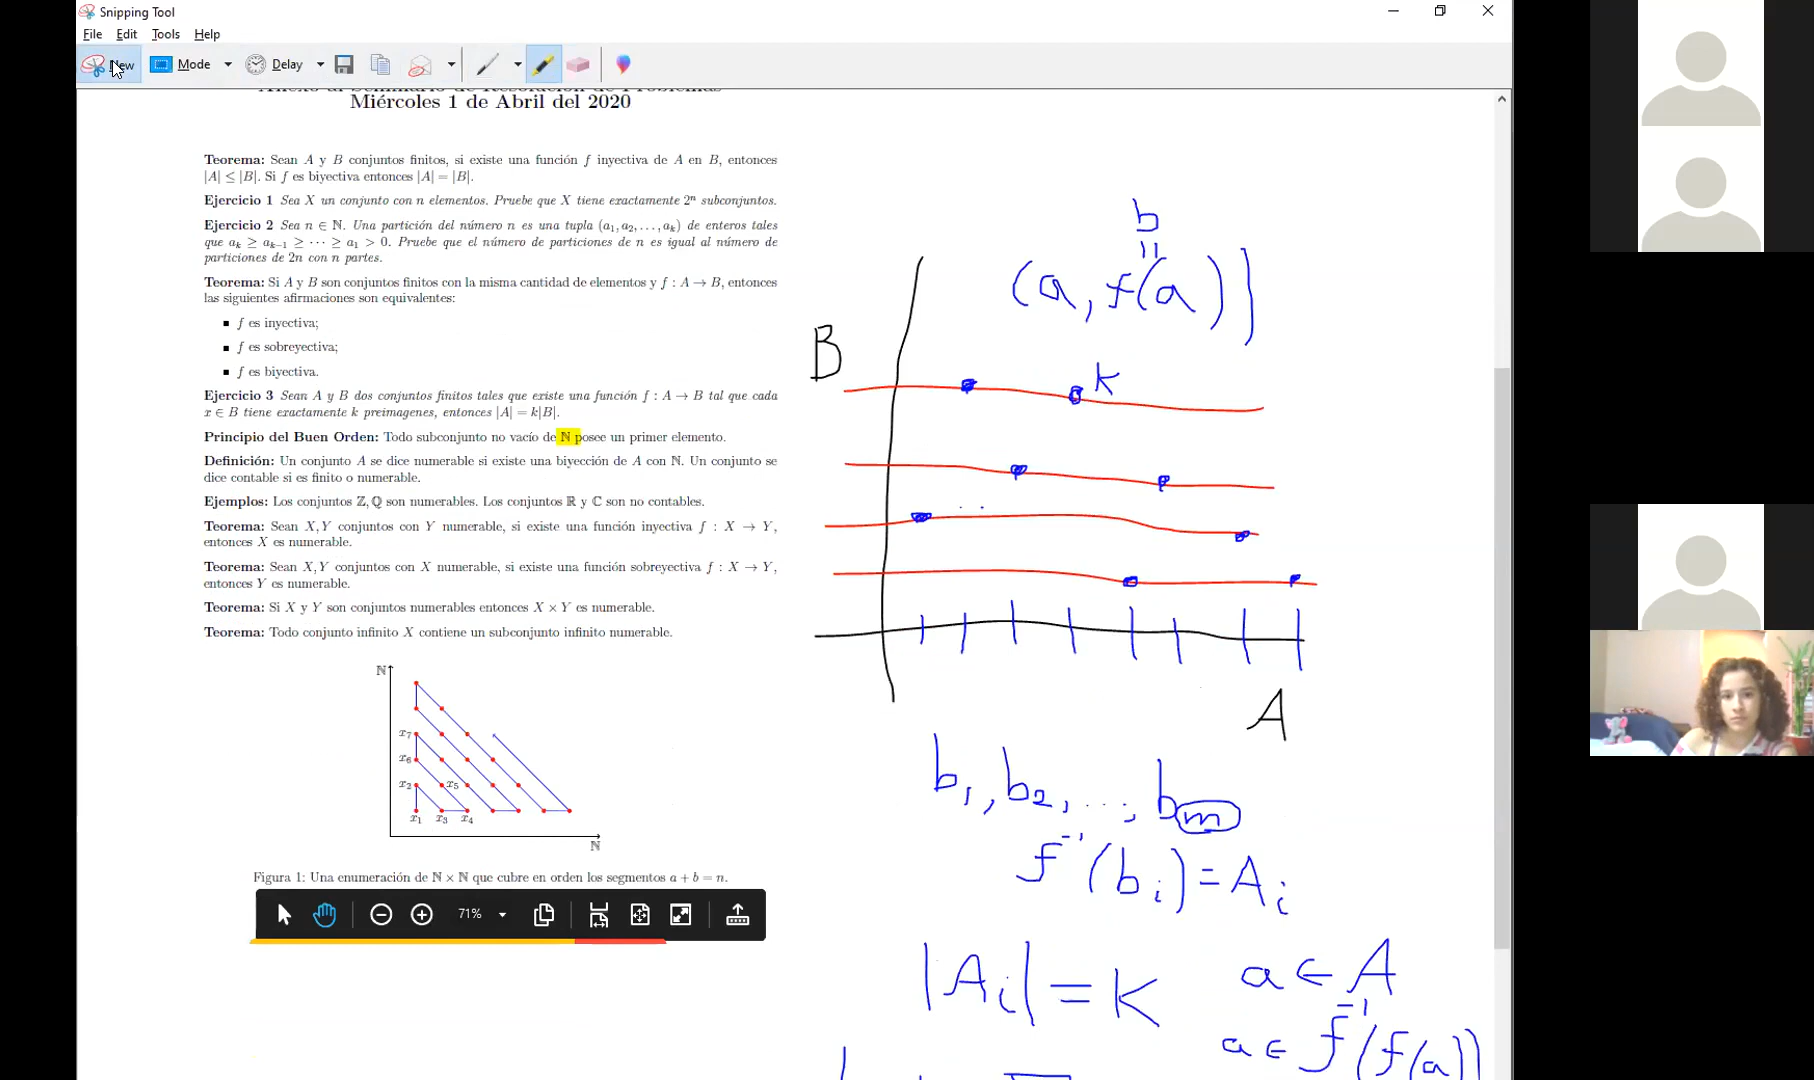 Snipping Tool
File Edit Tools Help
New Mode Delay
Miércoles 1 de Abril del 2020
Teorema: Sean A y B conjuntos finitos, si existe una función f inyectiva de A en B, entonces
|A| ≤ |B|. Si f es biyectiva entonces |A| = |B|.
Ejercicio 1 Sea X un conjunto con n elementos. Pruebe que X tiene exactamente 2ⁿ subconjuntos.
Ejercicio 2 Sea n ∈ ℕ. Una partición del número n es una tupla (a₁, a₂, . . . , aₖ) de enteros tales
que aₖ ≥ aₖ₋₁ ≥ · · · ≥ a₁ > 0. Pruebe que el número de particiones de n es igual al número de
particiones de 2n con n partes.
Teorema: Si A y B son conjuntos finitos con la misma cantidad de elementos y f : A → B, entonces
las siguientes afirmaciones son equivalentes:
▪ f es inyectiva;
▪ f es sobreyectiva;
▪ f es biyectiva.
Ejercicio 3 Sean A y B dos conjuntos finitos tales que existe una función f : A → B tal que cada
x ∈ B tiene exactamente k preimagenes, entonces |A| = k|B|.
Principio del Buen Orden: Todo subconjunto no vacío de ℕ posee un primer elemento.
Definición: Un conjunto A se dice numerable si existe una biyección de A con ℕ. Un conjunto se
dice contable si es finito o numerable.
Ejemplos: Los conjuntos ℤ, ℚ son numerables. Los conjuntos ℝ y ℂ son no contables.
Teorema: Sean X, Y conjuntos con Y numerable, si existe una función inyectiva f : X → Y,
entonces X es numerable.
Teorema: Sean X, Y conjuntos con X numerable, si existe una función sobreyectiva f : X → Y,
entonces Y es numerable.
Teorema: Si X y Y son conjuntos numerables entonces X × Y es numerable.
Teorema: Todo conjunto infinito X contiene un subconjunto infinito numerable.
ℕ
x₇
x₆
x₂ x₅
x₁ x₃ x₄
ℕ
Figura 1: Una enumeración de ℕ × ℕ que cubre en orden los segmentos a + b = n.
71%
b
=
(a, f(a))
B
K
A
b₁, b₂, ..., bₘ
f⁻¹(bᵢ) = Aᵢ
|Aᵢ| = K
a ∈ A
a ∈ f⁻¹(f(a))